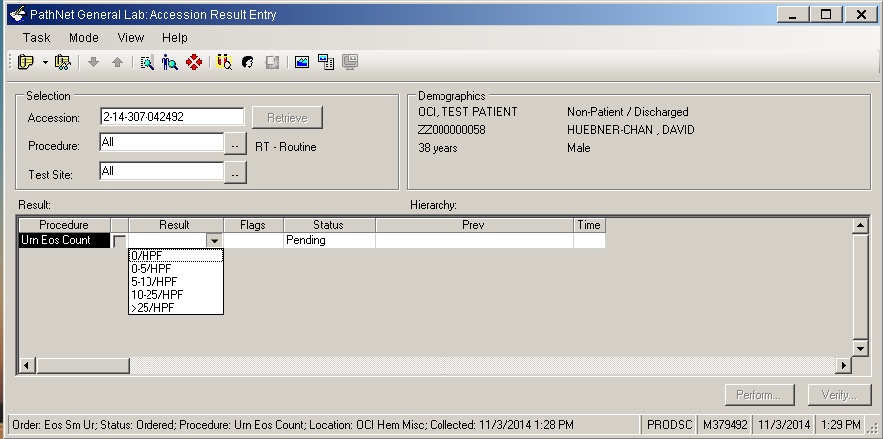 PathNet General Lab: Accession Result Entry
Task Mode View Help
Selection
Accession: 2-14-307-042492 Retrieve
Procedure: All .. RT - Routine
Test Site: All ..
Demographics
OCI, TEST PATIENT Non-Patient / Discharged
ZZ000000058 HUEBNER-CHAN , DAVID
38 years Male
Result: Hierarchy:
Procedure Result Flags Status Prev Time
Urn Eos Count Pending
0/HPF
0-5/HPF
5-10/HPF
10-25/HPF
>25/HPF
Perform... Verify...
Order: Eos Sm Ur; Status: Ordered; Procedure: Urn Eos Count; Location: OCI Hem Misc; Collected: 11/3/2014 1:28 PM PRODSC M379492 11/3/2014 1:29 PM